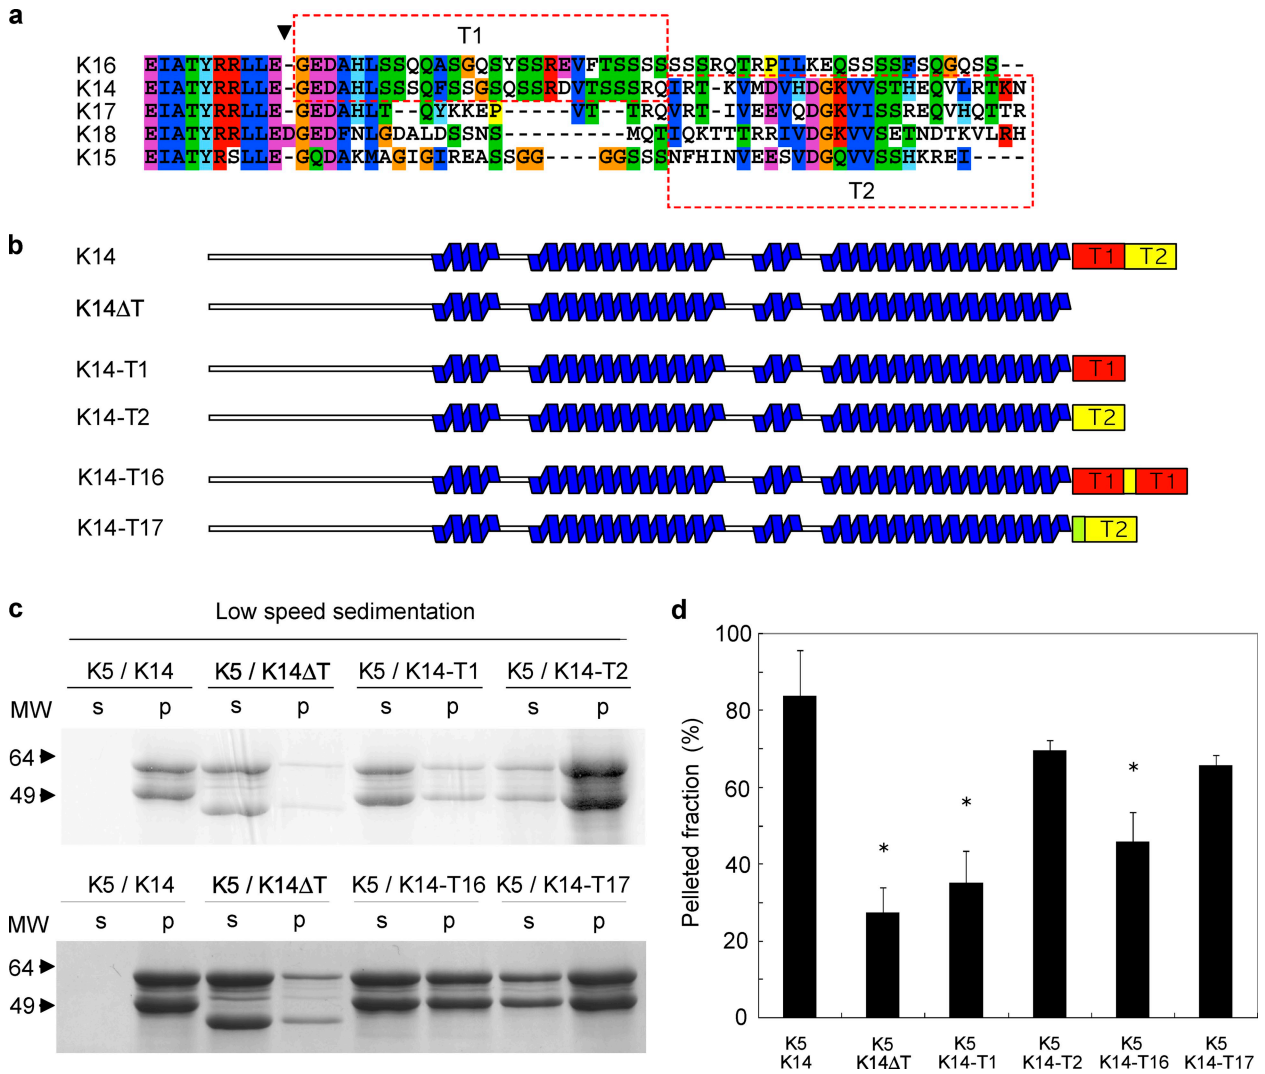 a
T1
K16 EIATYRRLLE-GEDAHLSSQQASGQSYSSREVFTSSSSSSSRQTRPILKEQSSSSFSQGQSS--
K14 EIATYRRLLE-GEDAHLSSSQFSSGSQSSRDVTSSSRQIRT-KVMDVHDGKVVSTHEQVLRTKN
K17 EIATYRRLLE-GEDAHLT--QYKKEP-----VT--TRQVRT-IVEEVQDGKVISSREQVHQTTR
K18 EIATYRRLLEDGEDFNLGDALDSSNS---------MQTIQKTTTRRIVDGKVVSETNDTKVLRH
K15 EIATYRSLLE-GQDAKMAGIGIREASSGG----GGSSSNFHINVEESVDGQVVSSHKREI----
T2
b
K14 T1 T2
K14ΔT
K14-T1 T1
K14-T2 T2
K14-T16 T1 T1
K14-T17 T2
c
Low speed sedimentation
K5 / K14 K5 / K14ΔT K5 / K14-T1 K5 / K14-T2
MW s p s p s p s p
64
49
K5 / K14 K5 / K14ΔT K5 / K14-T16 K5 / K14-T17
MW s p s p s p s p
64
49
d
Pelleted fraction (%)
100
80
60
40
20
0
* * *
K5 K5 K5 K5 K5 K5
K14 K14ΔT K14-T1 K14-T2 K14-T16 K14-T17